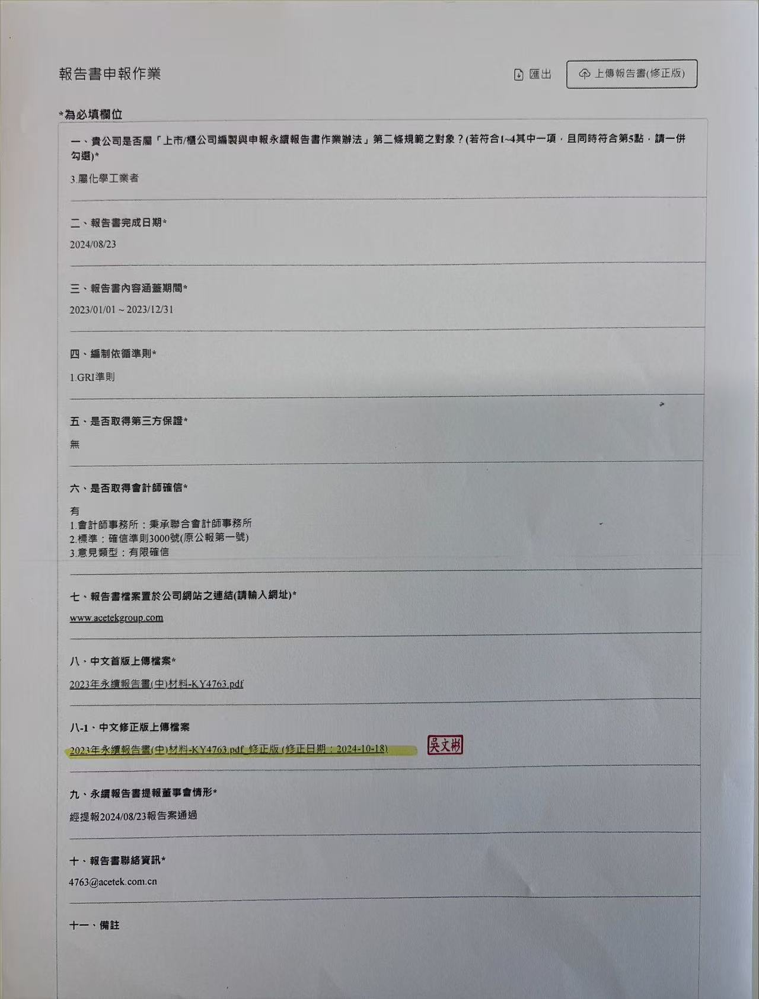 報告書申報作業
匯出
上傳報告書(修正版)
*為必填欄位
一、貴公司是否屬「上市/櫃公司編製與申報永續報告書作業辦法」第二條規範之對象？(若符合1~4其中一項，且同時符合第5點，請一併
勾選)*
3.屬化學工業者
二、報告書完成日期*
2024/08/23
三、報告書內容涵蓋期間*
2023/01/01 ~ 2023/12/31
四、編制依循準則*
1.GRI準則
五、是否取得第三方保證*
無
六、是否取得會計師確信*
有
1.會計師事務所：秉承聯合會計師事務所
2.標準：確信準則3000號(原公報第一號)
3.意見類型：有限確信
七、報告書檔案置於公司網站之連結(請輸入網址)*
www.acetekgroup.com
八、中文首版上傳檔案*
2023年永續報告書(中)材料-KY4763.pdf
八-1、中文修正版上傳檔案
2023年永續報告書(中)材料-KY4763.pdf_修正版 (修正日期：2024-10-18)
吳文彬
九、永續報告書提報董事會情形*
經提報2024/08/23報告案通過
十、報告書聯絡資訊*
4763@acetek.com.cn
十一、備註